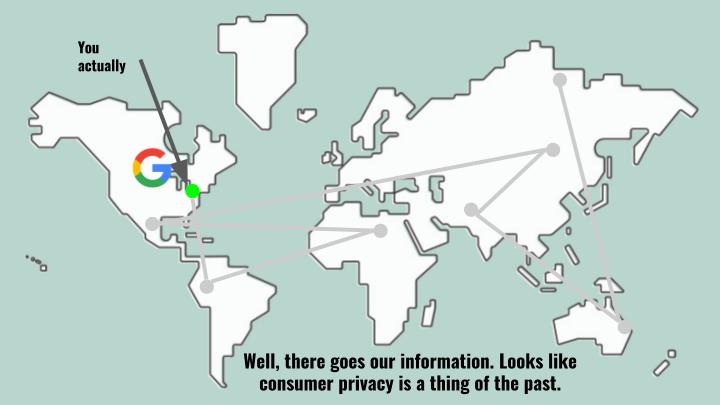 You
actually
Well, there goes our information. Looks like
consumer privacy is a thing of the past.